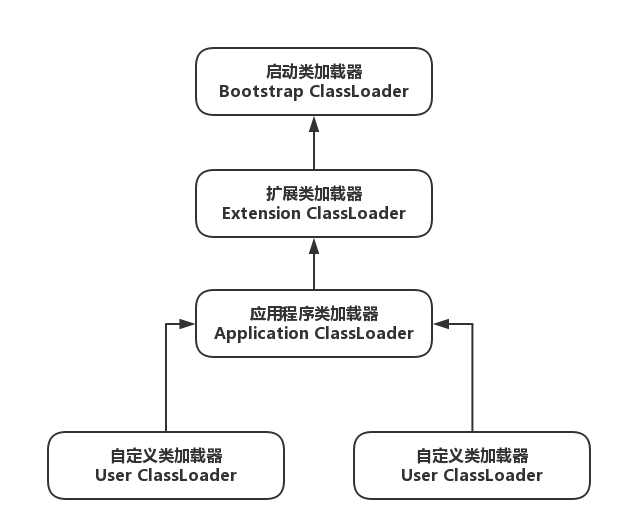 启动类加载器
Bootstrap ClassLoader
扩展类加载器
Extension ClassLoader
应用程序类加载器
Application ClassLoader
自定义类加载器
User ClassLoader
自定义类加载器
User ClassLoader